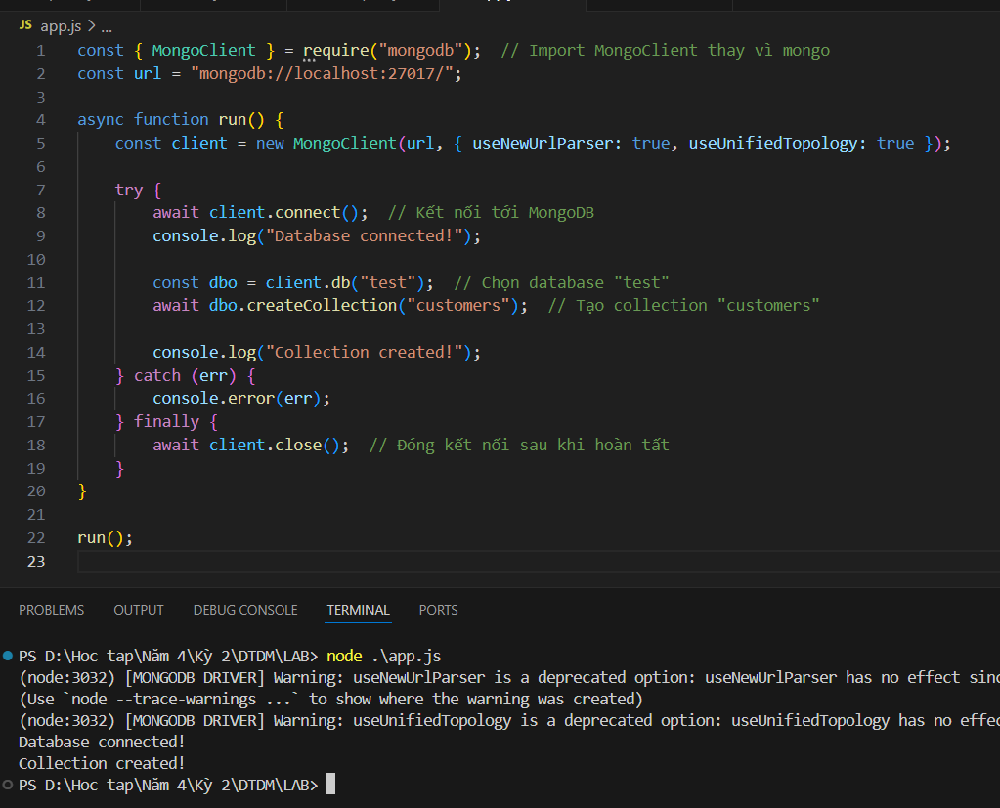 JS app.js > ...
1 const { MongoClient } = require("mongodb");  // Import MongoClient thay vì mongo
2 const url = "mongodb://localhost:27017/";
3
4 async function run() {
5     const client = new MongoClient(url, { useNewUrlParser: true, useUnifiedTopology: true });
6
7     try {
8         await client.connect();  // Kết nối tới MongoDB
9         console.log("Database connected!");
10
11         const dbo = client.db("test");  // Chọn database "test"
12         await dbo.createCollection("customers");  // Tạo collection "customers"
13
14         console.log("Collection created!");
15     } catch (err) {
16         console.error(err);
17     } finally {
18         await client.close();  // Đóng kết nối sau khi hoàn tất
19     }
20 }
21
22 run();
23
PROBLEMS OUTPUT DEBUG CONSOLE TERMINAL PORTS
PS D:\Hoc tap\Năm 4\Kỳ 2\DTDM\LAB> node .\app.js
(node:3032) [MONGODB DRIVER] Warning: useNewUrlParser is a deprecated option: useNewUrlParser has no effect
(Use `node --trace-warnings ...` to show where the warning was created)
(node:3032) [MONGODB DRIVER] Warning: useUnifiedTopology is a deprecated option: useUnifiedTopology has no
Database connected!
Collection created!
PS D:\Hoc tap\Năm 4\Kỳ 2\DTDM\LAB>